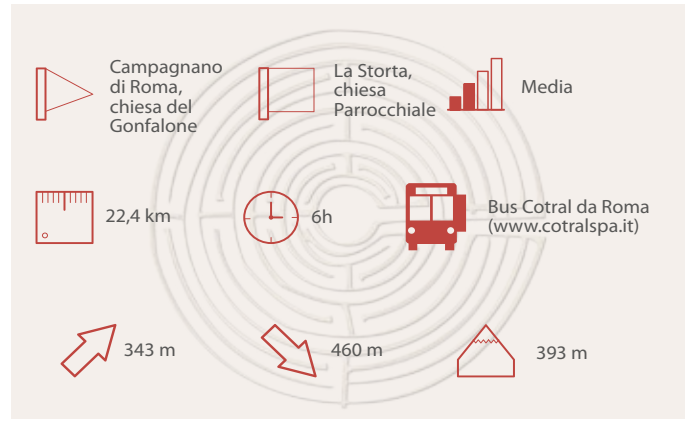 Campagnano
di Roma,
chiesa del
Gonfalone
La Storta,
chiesa
Parrocchiale
Media
22,4 km
6h
Bus Cotral da Roma
(www.cotralspa.it)
343 m
460 m
393 m